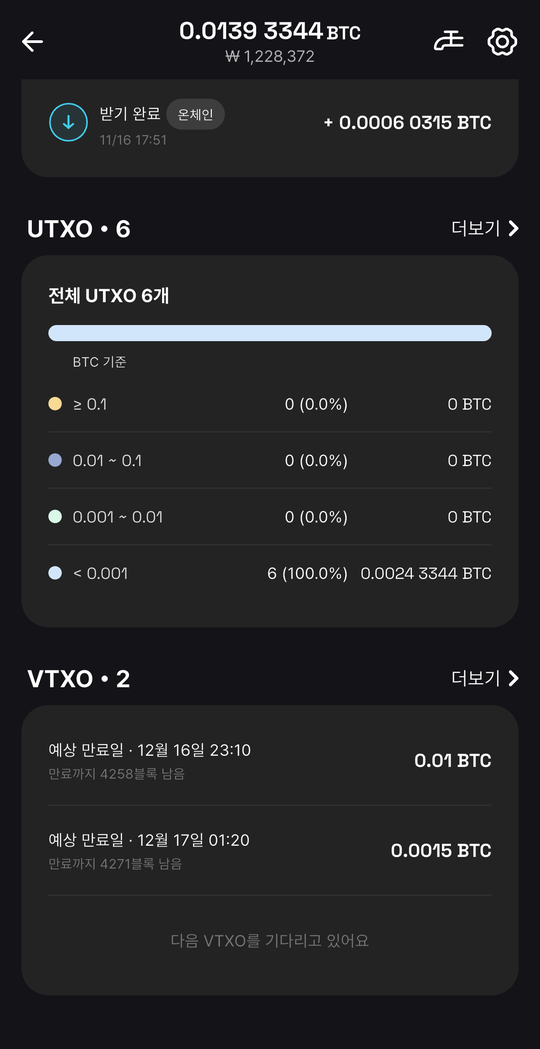 0.0139 3344 BTC
₩ 1,228,372
받기 완료 온체인
+ 0.0006 0315 BTC
11/16 17:51
UTXO • 6 더보기
전체 UTXO 6개
BTC 기준
≥ 0.1 0 (0.0%) 0 BTC
0.01 ~ 0.1 0 (0.0%) 0 BTC
0.001 ~ 0.01 0 (0.0%) 0 BTC
< 0.001 6 (100.0%) 0.0024 3344 BTC
VTXO • 2 더보기
예상 만료일 · 12월 16일 23:10
0.01 BTC
만료까지 4258블록 남음
예상 만료일 · 12월 17일 01:20
0.0015 BTC
만료까지 4271블록 남음
다음 VTXO를 기다리고 있어요